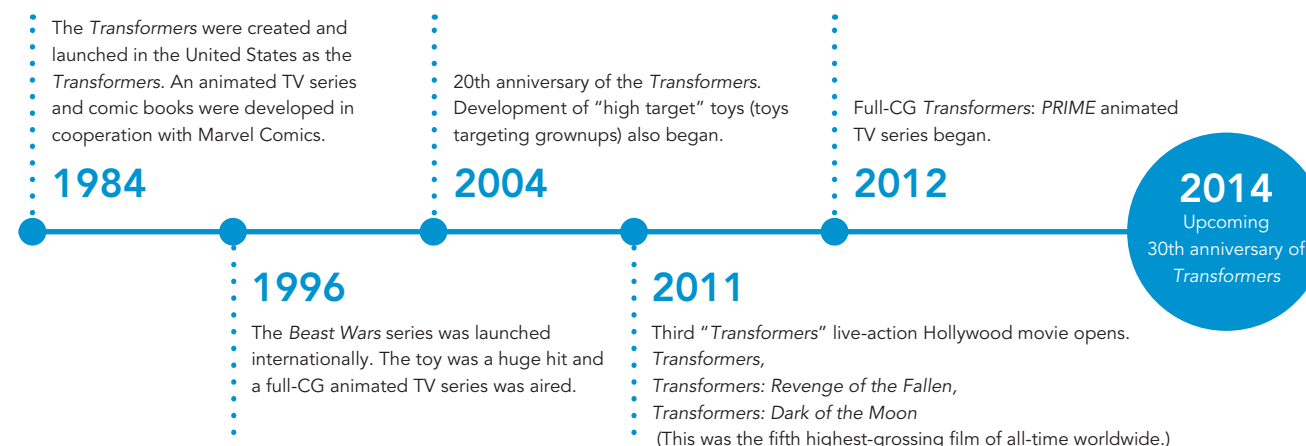 The Transformers were created and
launched in the United States as the
Transformers. An animated TV series
and comic books were developed in
cooperation with Marvel Comics.
1984
1996
The Beast Wars series was launched
internationally. The toy was a huge hit and
a full-CG animated TV series was aired.
20th anniversary of the Transformers.
Development of “high target” toys (toys
targeting grownups) also began.
2004
2011
Third “Transformers” live-action Hollywood movie opens.
Transformers,
Transformers: Revenge of the Fallen,
Transformers: Dark of the Moon
(This was the fifth highest-grossing film of all-time worldwide.)
Full-CG Transformers: PRIME animated
TV series began.
2012
2014
Upcoming
30th anniversary of
Transformers